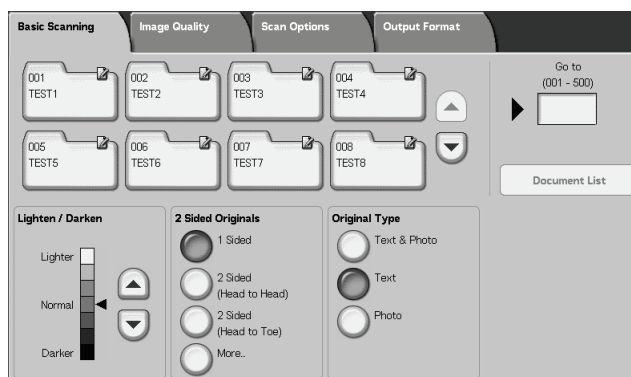 Basic Scanning
Image Quality
Scan Options
Output Format
001
TEST1
002
TEST2
003
TEST3
004
TEST4
Go to
(001 - 500)
005
TEST5
006
TEST6
007
TEST7
008
TEST8
Document List
Lighten / Darken
Lighter
Normal
Darker
2 Sided Originals
1 Sided
2 Sided
(Head to Head)
2 Sided
(Head to Toe)
More..
Original Type
Text & Photo
Text
Photo